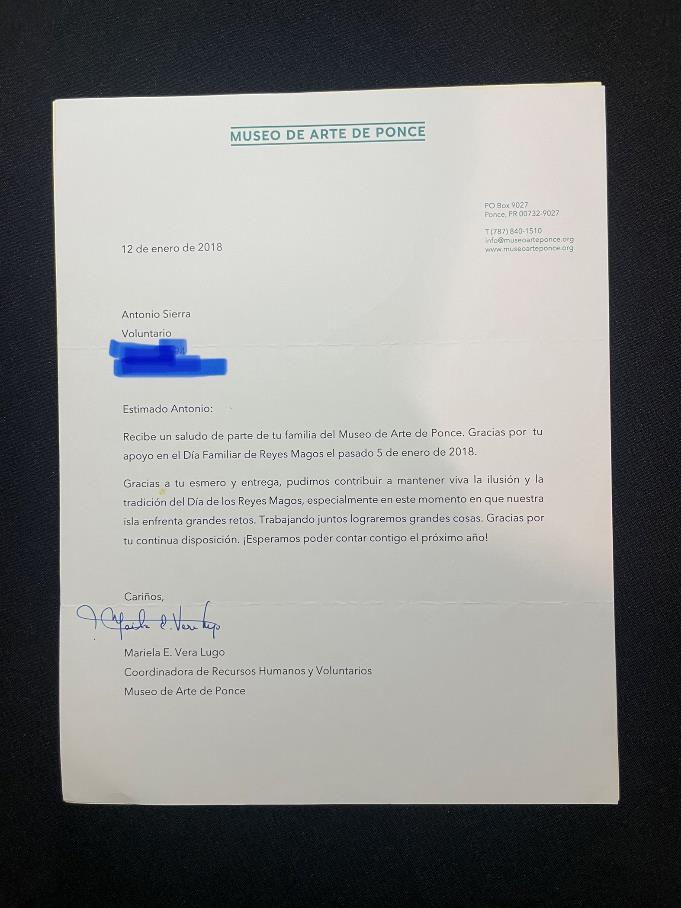 MUSEO DE ARTE DE PONCE
PO Box 9027
Ponce, PR 00732-9027
T (787) 840-1510
info@museoarteponce.org
www.museoarteponce.org
12 de enero de 2018
Antonio Sierra
Voluntario
Estimado Antonio:
Recibe un saludo de parte de tu familia del Museo de Arte de Ponce. Gracias por tu
apoyo en el Día Familiar de Reyes Magos el pasado 5 de enero de 2018.
Gracias a tu esmero y entrega, pudimos contribuir a mantener viva la ilusión y la
tradición del Día de los Reyes Magos, especialmente en este momento en que nuestra
isla enfrenta grandes retos. Trabajando juntos lograremos grandes cosas. Gracias por
tu continua disposición. ¡Esperamos poder contar contigo el próximo año!
Cariños,
Mariela E. Vera Lugo
Coordinadora de Recursos Humanos y Voluntarios
Museo de Arte de Ponce